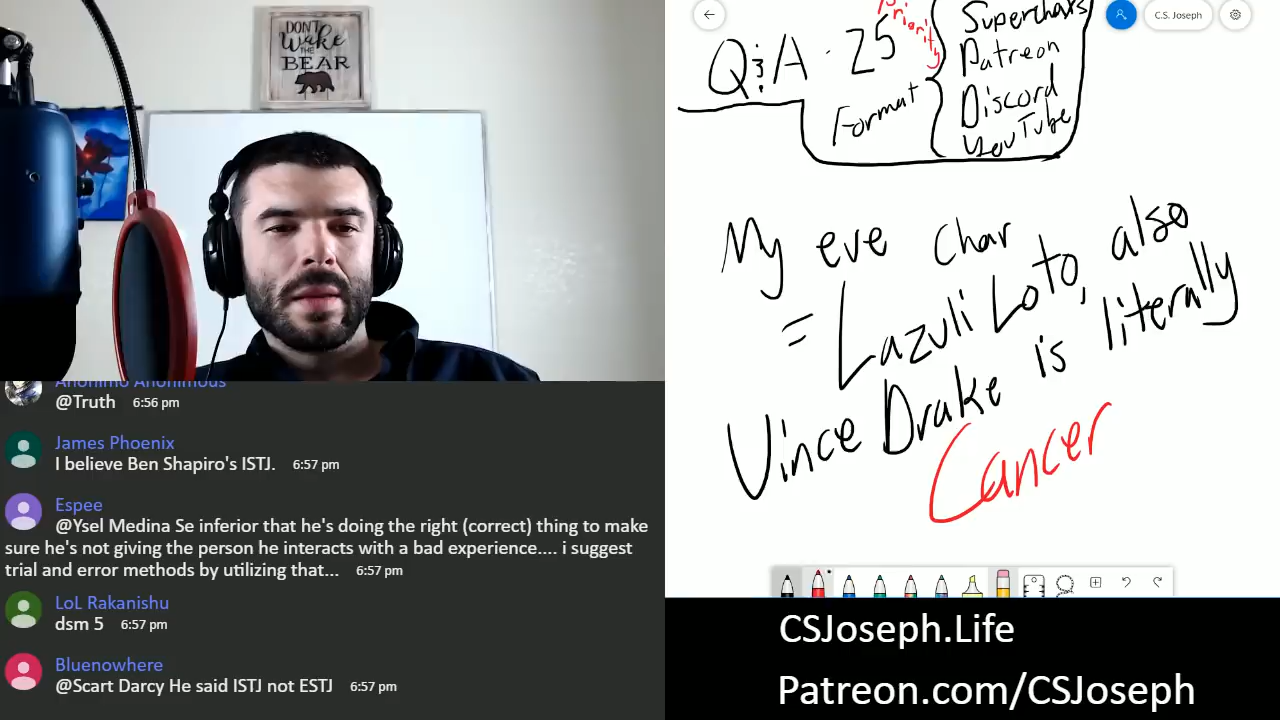 DON'T
Wake
THE
BEAR
Anonimo Anonimous
@Truth 6:56 pm
James Phoenix
I believe Ben Shapiro's ISTJ. 6:57 pm
Espee
@Ysel Medina Se inferior that he's doing the right (correct) thing to make
sure he's not giving the person he interacts with a bad experience.... i suggest
trial and error methods by utilizing that... 6:57 pm
LoL Rakanishu
dsm 5 6:57 pm
Bluenowhere
@Scart Darcy He said ISTJ not ESTJ 6:57 pm
C.S. Joseph
Q & A - 25
Format
Priority
Superchats
Patreon
Discord
YouTube
My eve char
= Lazuli Loto, also
Vince Drake is literally
Cancer
CSJoseph.Life
Patreon.com/CSJoseph